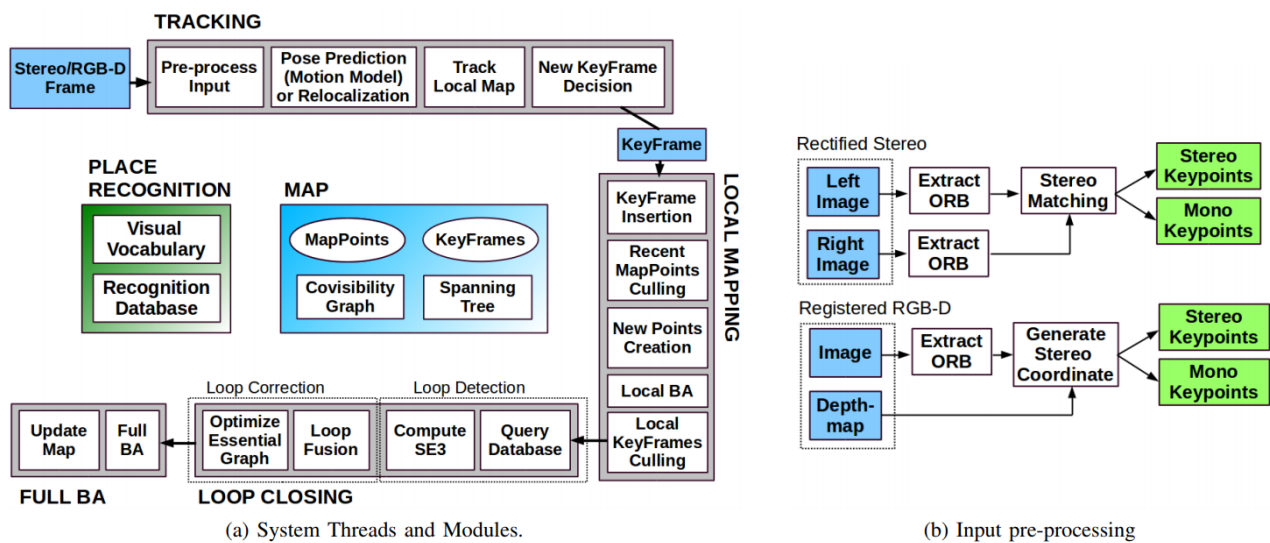 TRACKING
Stereo/RGB-D
Frame
Pre-process
Input
Pose Prediction
(Motion Model)
or Relocalization
Track
Local Map
New KeyFrame
Decision
KeyFrame
PLACE
RECOGNITION
Visual
Vocabulary
Recognition
Database
MAP
MapPoints
KeyFrames
Covisibility
Graph
Spanning
Tree
LOCAL MAPPING
KeyFrame
Insertion
Recent
MapPoints
Culling
New Points
Creation
Local BA
Local
KeyFrames
Culling
Loop Correction
Loop Detection
Update
Map
Full
BA
Optimize
Essential
Graph
Loop
Fusion
Compute
SE3
Query
Database
FULL BA
LOOP CLOSING
(a) System Threads and Modules.
Rectified Stereo
Left
Image
Extract
ORB
Stereo
Matching
Stereo
Keypoints
Mono
Keypoints
Right
Image
Extract
ORB
Registered RGB-D
Image
Extract
ORB
Generate
Stereo
Coordinate
Stereo
Keypoints
Mono
Keypoints
Depth-
map
(b) Input pre-processing